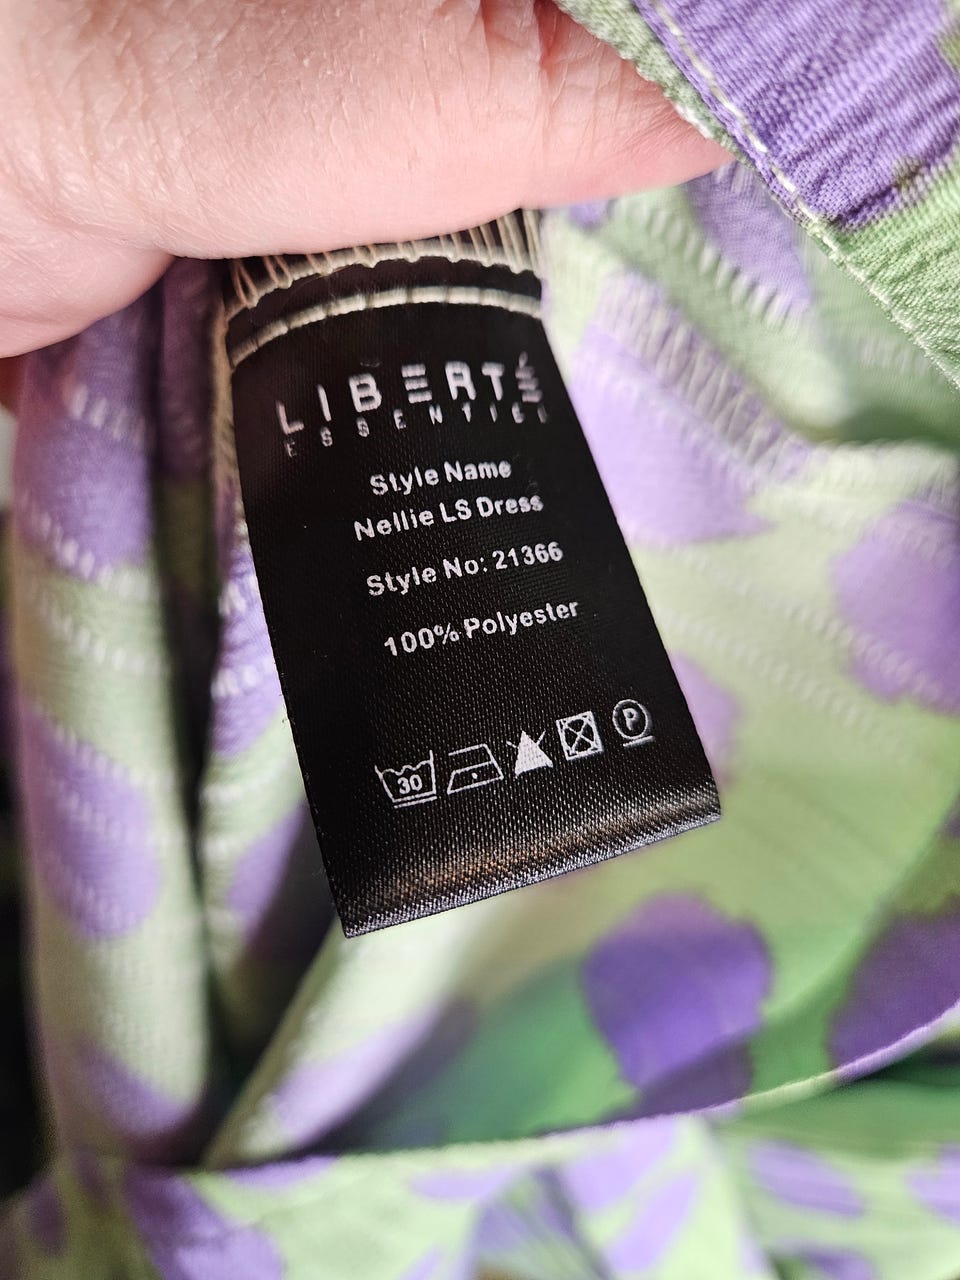 LIBERTÉ
ESSENTIEL
Style Name
Nellie LS Dress
Style No: 21366
100% Polyester
30 P